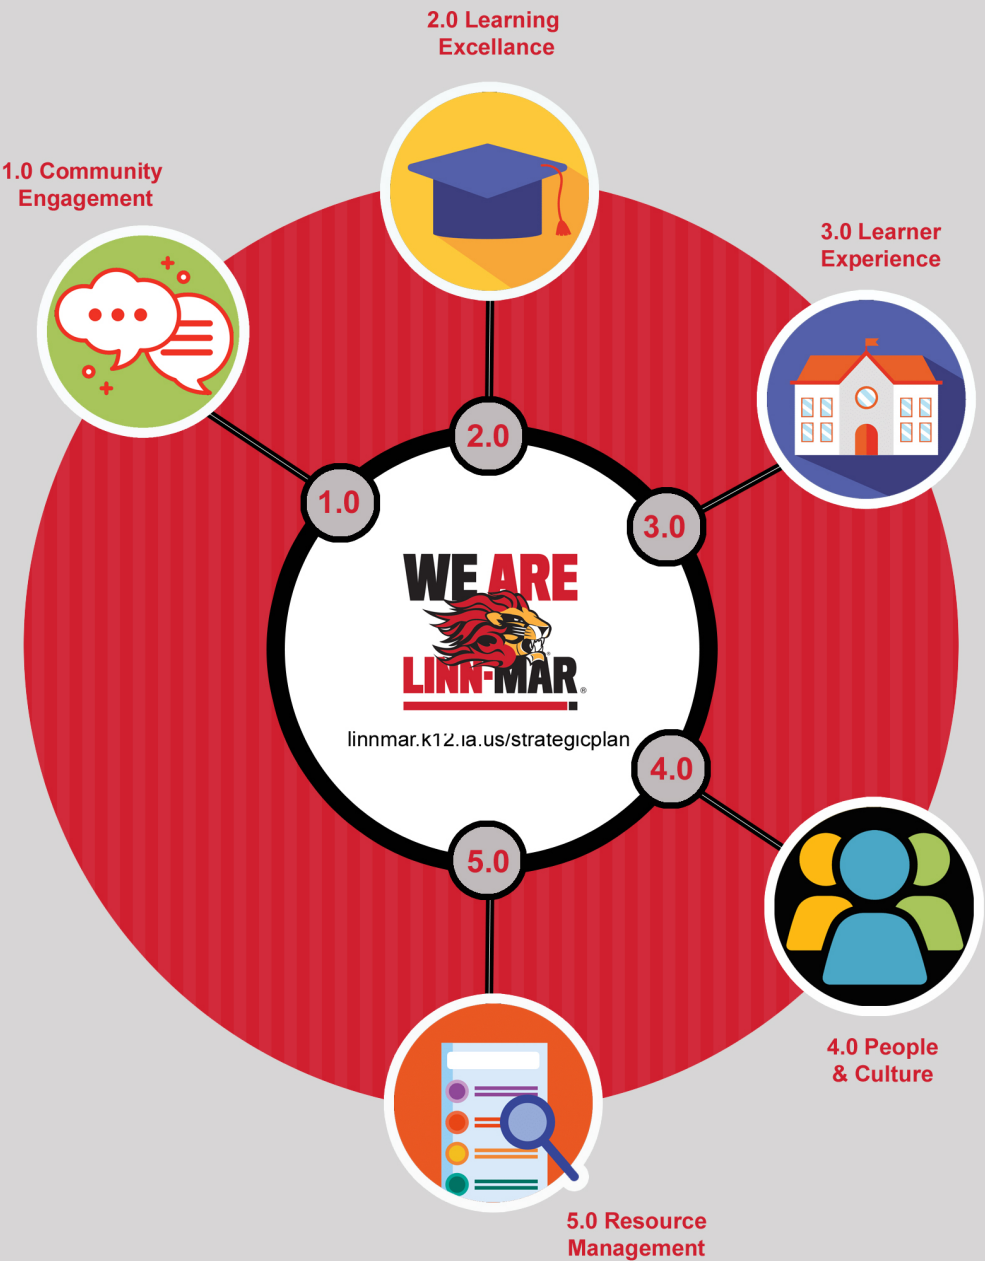 2.0 Learning
Excellance
1.0 Community
Engagement
3.0 Learner
Experience
2.0
1.0
3.0
WE ARE
LINN-MAR®
linnmar.k12.ia.us/strategicplan
4.0
5.0
4.0 People
& Culture
5.0 Resource
Management